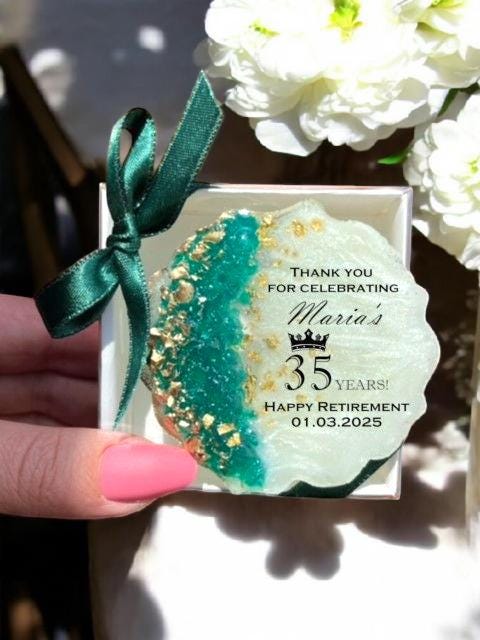 THANK YOU
FOR CELEBRATING
Maria's
35 YEARS!
HAPPY RETIREMENT
01.03.2025